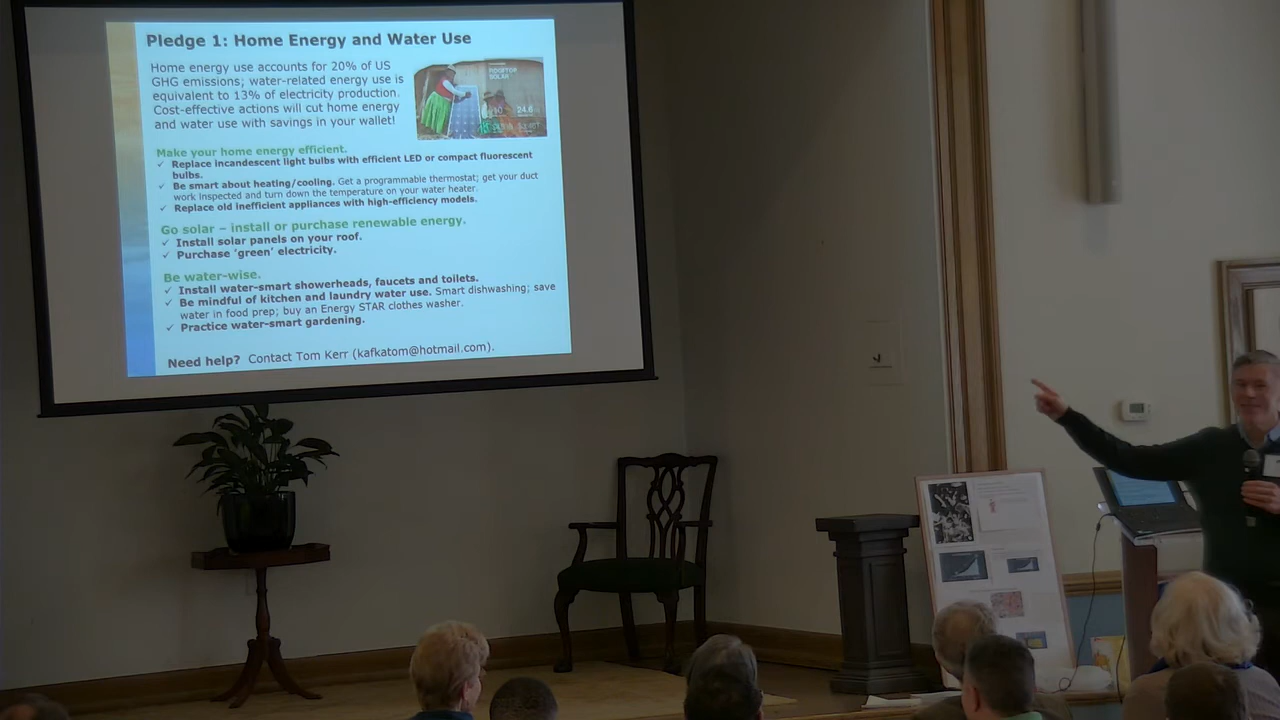 Pledge 1: Home Energy and Water Use
Home energy use accounts for 20% of US
GHG emissions; water-related energy use is
equivalent to 13% of electricity production.
Cost-effective actions will cut home energy
and water use with savings in your wallet!
ROOFTOP
SOLAR
24.6
Make your home energy efficient.
✓ Replace incandescent light bulbs with efficient LED or compact fluorescent
bulbs.
✓ Be smart about heating/cooling. Get a programmable thermostat; get your duct
work inspected and turn down the temperature on your water heater.
✓ Replace old inefficient appliances with high-efficiency models.
Go solar – install or purchase renewable energy.
✓ Install solar panels on your roof.
✓ Purchase ‘green’ electricity.
Be water-wise.
✓ Install water-smart showerheads, faucets and toilets.
✓ Be mindful of kitchen and laundry water use. Smart dishwashing; save
water in food prep; buy an Energy STAR clothes washer.
✓ Practice water-smart gardening.
Need help? Contact Tom Kerr (kafkatom@hotmail.com).